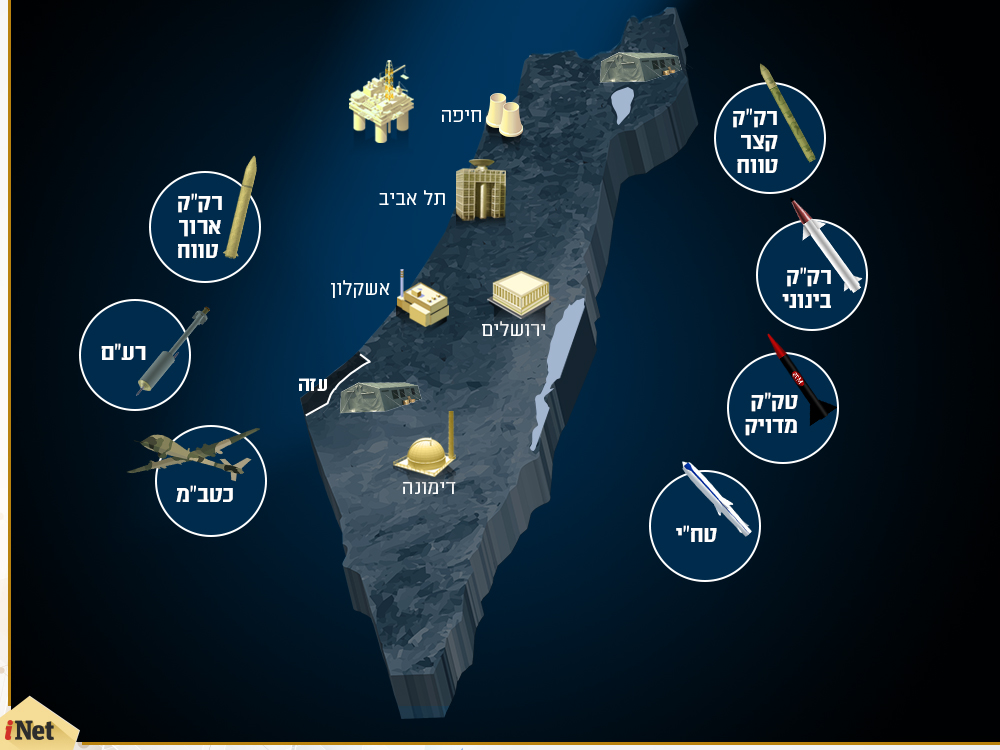 חיפה
רק"ק
קצר
טווח
תל אביב
רק"ק
ארוך
טווח
רק"ק
בינוני
אשקלון
ירושלים
רע"ם
עזה
טק"ק
מדויק
דימונה
כטב"מ
טח"י
iNet